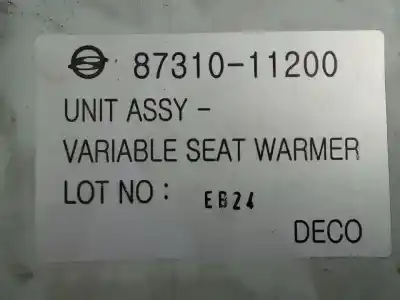 87310-11200
UNIT ASSY -
VARIABLE SEAT WARMER
LOT NO : EB24
DECO